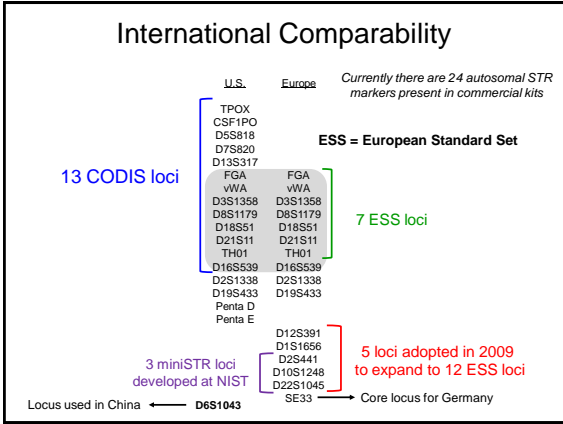 International Comparability
U.S. Europe
Currently there are 24 autosomal STR
markers present in commercial kits
ESS = European Standard Set
13 CODIS loci
TPOX
CSF1PO
D5S818
D7S820
D13S317
FGA FGA
vWA vWA
D3S1358 D3S1358
D8S1179 D8S1179
D18S51 D18S51
D21S11 D21S11
TH01 TH01
D16S539 D16S539
D2S1338 D2S1338
D19S433 D19S433
Penta D
Penta E
7 ESS loci
D12S391
D1S1656
D2S441
D10S1248
D22S1045
SE33
5 loci adopted in 2009
to expand to 12 ESS loci
3 miniSTR loci
developed at NIST
Core locus for Germany
Locus used in China
D6S1043